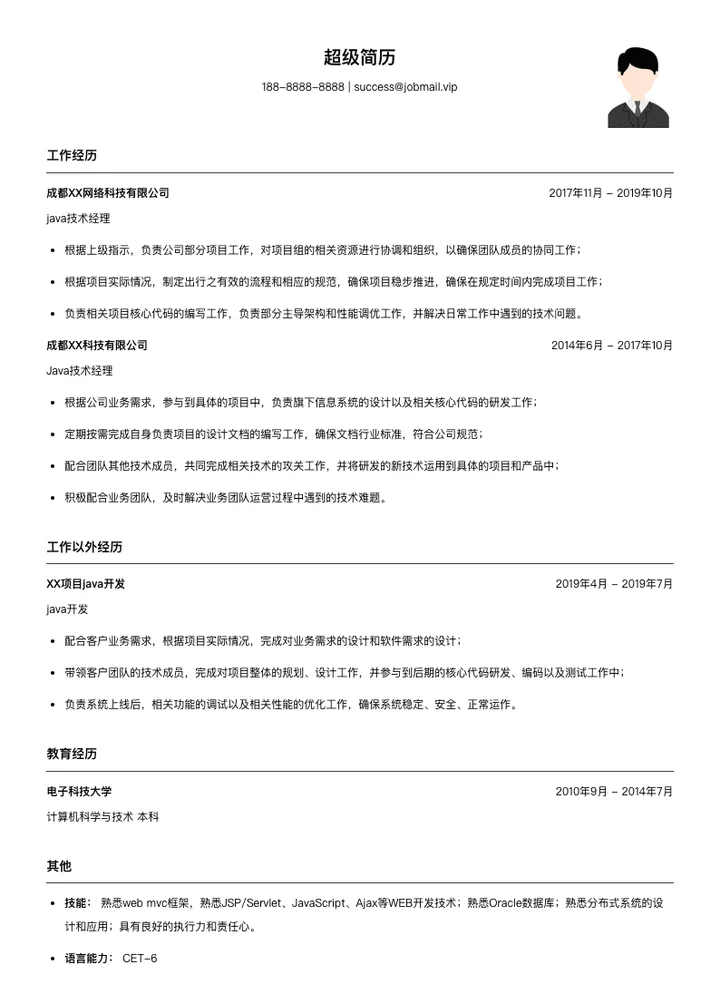 超级简历
188-8888-8888 | success@jobmail.vip
工作经历
成都XX网络科技有限公司 2017年11月 – 2019年10月
java技术经理
• 根据上级指示，负责公司部分项目工作，对项目组的相关资源进行协调和组织，以确保团队成员的协同工作；
• 根据项目实际情况，制定出行之有效的流程和相应的规范，确保项目稳步推进，确保在规定时间内完成项目工作；
• 负责相关项目核心代码的编写工作，负责部分主导架构和性能调优工作，并解决日常工作中遇到的技术问题。
成都XX科技有限公司 2014年6月 – 2017年10月
Java技术经理
• 根据公司业务需求，参与到具体的项目中，负责旗下信息系统的设计以及相关核心代码的研发工作；
• 定期按需完成自身负责项目的设计文档的编写工作，确保文档行业标准，符合公司规范；
• 配合团队其他技术成员，共同完成相关技术的攻关工作，并将研发的新技术运用到具体的项目和产品中；
• 积极配合业务团队，及时解决业务团队运营过程中遇到的技术难题。
工作以外经历
XX项目java开发 2019年4月 – 2019年7月
java开发
• 配合客户业务需求，根据项目实际情况，完成对业务需求的设计和软件需求的设计；
• 带领客户团队的技术成员，完成对项目整体的规划、设计工作，并参与到后期的核心代码研发、编码以及测试工作中；
• 负责系统上线后，相关功能的调试以及相关性能的优化工作，确保系统稳定、安全、正常运作。
教育经历
电子科技大学 2010年9月 – 2014年7月
计算机科学与技术 本科
其他
• 技能： 熟悉web mvc框架，熟悉JSP/Servlet、JavaScript、Ajax等WEB开发技术；熟悉Oracle数据库；熟悉分布式系统的设
计和应用；具有良好的执行力和责任心。
• 语言能力： CET-6